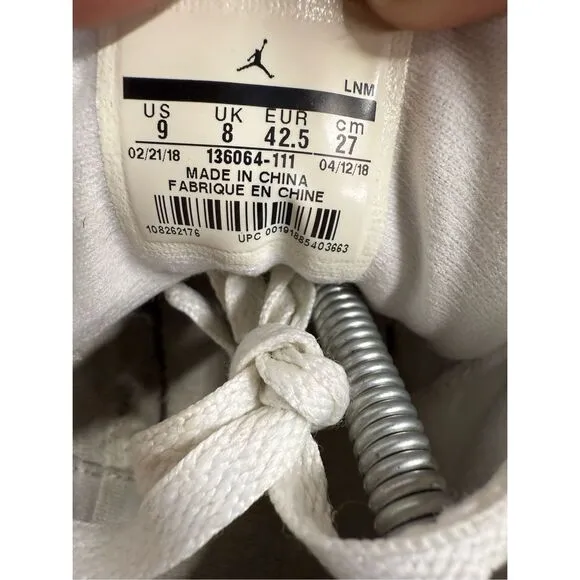 LNM
US UK EUR cm
9 8 42.5 27
02/21/18 136064-111 04/12/18
MADE IN CHINA
FABRIQUE EN CHINE
108262176 UPC 00191885403663